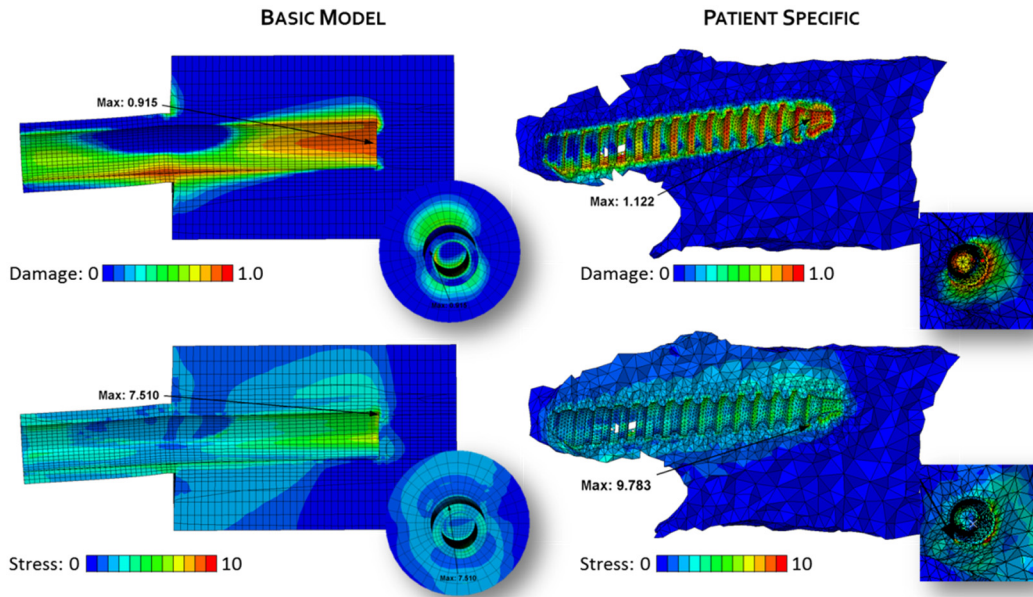 BASIC MODEL
PATIENT SPECIFIC
Max: 0.915
Max: 1.122
Damage: 0 1.0
Damage: 0 1.0
Max: 7.510
Max: 9.783
Max: 7.510
Stress: 0 10
Stress: 0 10